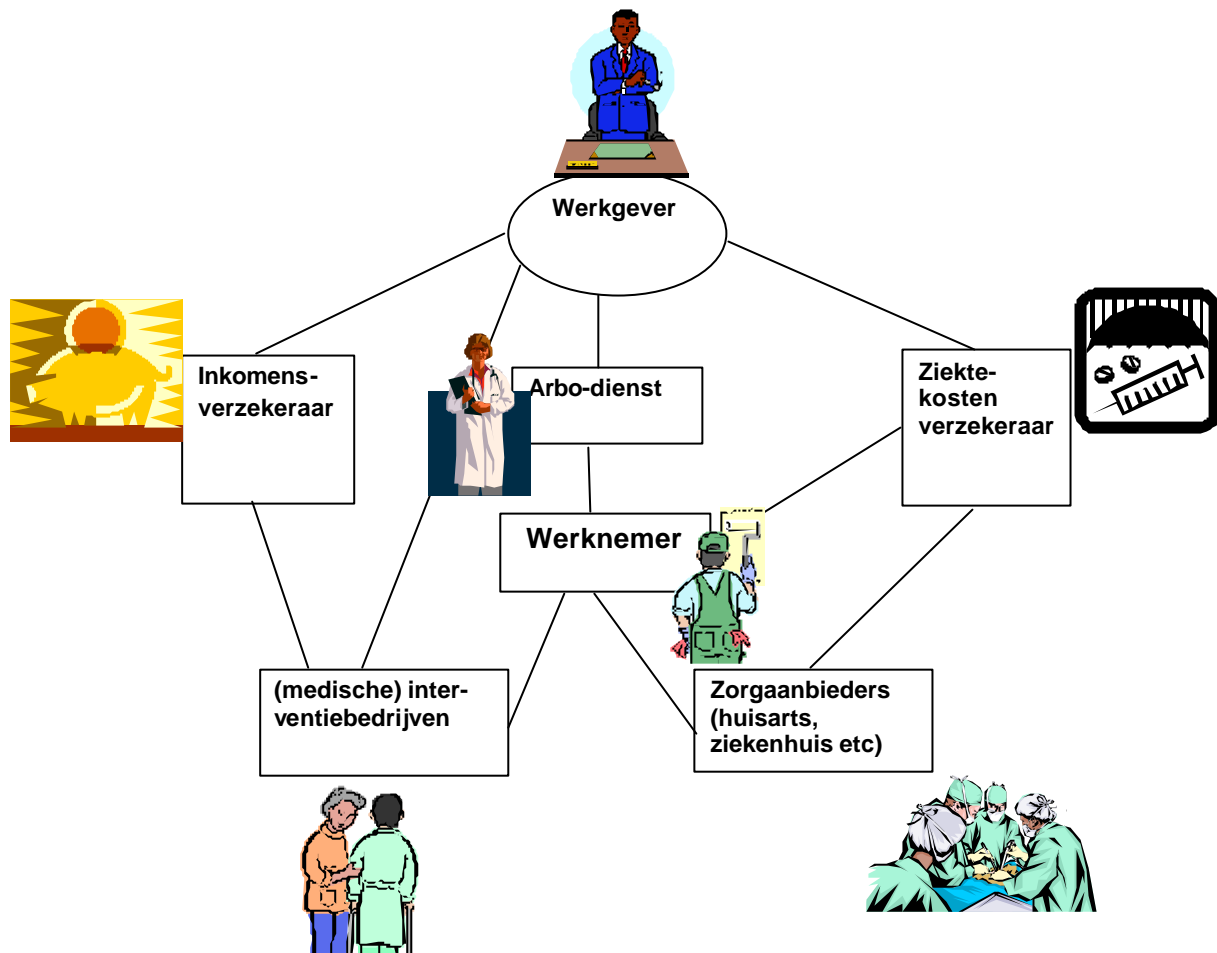 Werkgever
Inkomens-
verzekeraar
Arbo-dienst
Ziekte-
kosten
verzekeraar
Werknemer
(medische) inter-
ventiebedrijven
Zorgaanbieders
(huisarts,
ziekenhuis etc)